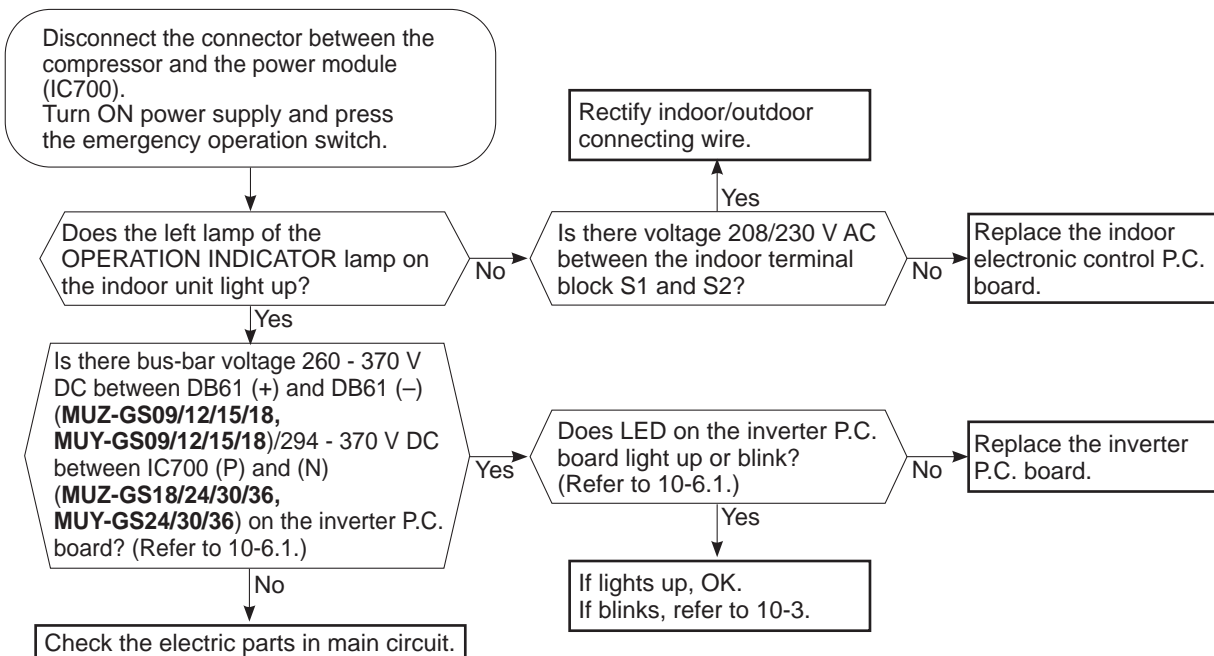 Disconnect the connector between the
compressor and the power module
(IC700).
Turn ON power supply and press
the emergency operation switch.
Rectify indoor/outdoor
connecting wire.
Yes
Does the left lamp of the
OPERATION INDICATOR lamp on
the indoor unit light up?
No
Is there voltage 208/230 V AC
between the indoor terminal
block S1 and S2?
No
Replace the indoor
electronic control P.C.
board.
Yes
Is there bus-bar voltage 260 - 370 V
DC between DB61 (+) and DB61 (–)
(MUZ-GS09/12/15/18,
MUY-GS09/12/15/18)/294 - 370 V DC
between IC700 (P) and (N)
(MUZ-GS18/24/30/36,
MUY-GS24/30/36) on the inverter P.C.
board? (Refer to 10-6.1.)
Yes
Does LED on the inverter P.C.
board light up or blink?
(Refer to 10-6.1.)
No
Replace the inverter
P.C. board.
Yes
If lights up, OK.
If blinks, refer to 10-3.
No
Check the electric parts in main circuit.